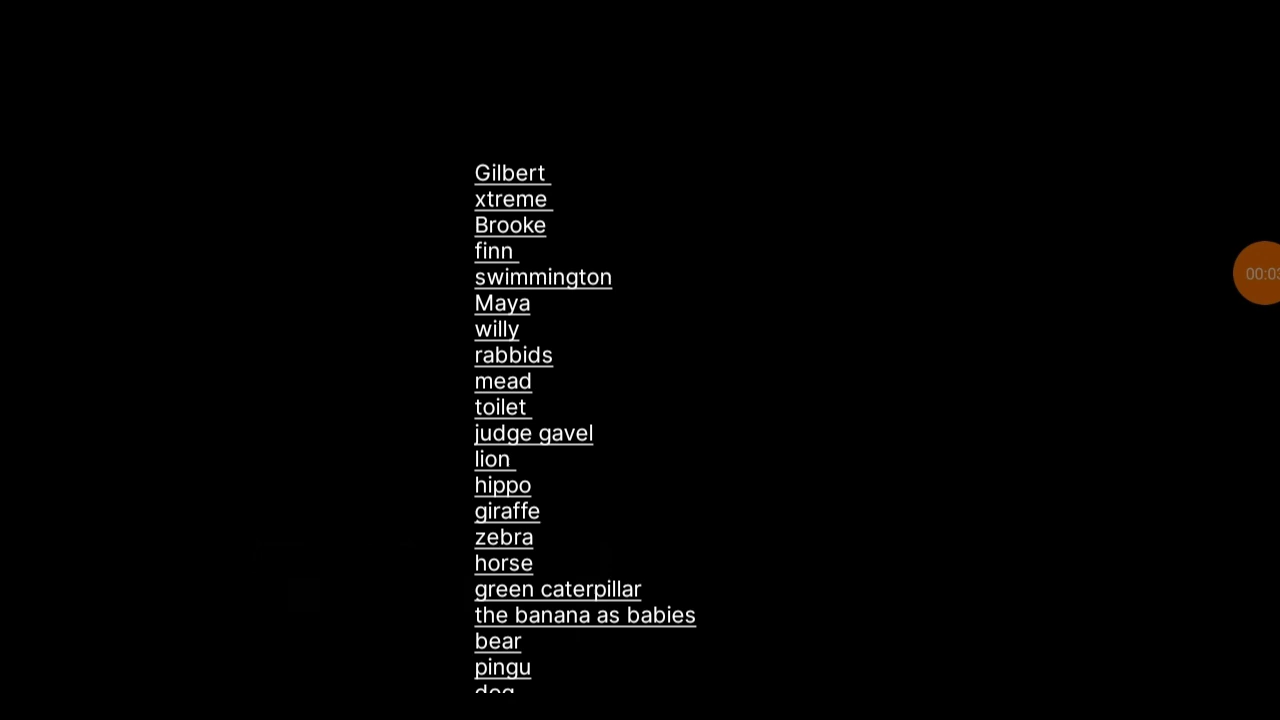 Gilbert
xtreme
Brooke
finn
swimmington
Maya
willy
rabbids
mead
toilet
judge gavel
lion
hippo
giraffe
zebra
horse
green caterpillar
the banana as babies
bear
pingu
dog